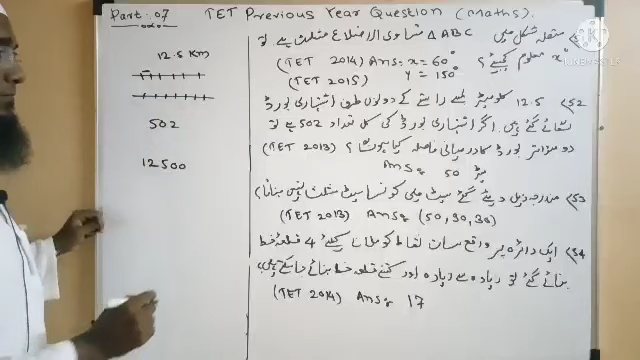 Part: 07 TET Previous Year Question (Maths).
12.5 Km
502
12500
متصلہ شکل میں ABC ∆ مساوی الاضلاع مثلث ہے تو
x° معلوم کیجئے؟ (TET 2014) Ans: x = 60°
(TET 2015) y = 150°
52) 12.5 کلومیٹر لمبے راستے کے دونوں طرف اشتہاری بورڈ
لگائے گئے ہیں. اگر اشتہاری بورڈ کی کل تعداد 502 ہے تو
دو متواتر بورڈ کا درمیانی فاصلہ کیا ہوگا؟ (TET 2013)
Ans: 50 میٹر
53) مندرجہ ذیل دیئے گئے سیٹ میں کونسا سیٹ مثلث نہیں بناتا؟
(TET 2013) Ans: (50,30,30)
54) ایک دائرہ پر واقع سات نقاط کو ملانے کیلئے 4 قطعہ خط
بنائے گئے تو زیادہ سے زیادہ اور کتنے قطعہ خط بنائے جا سکتے ہیں
(TET 2014) Ans: 17